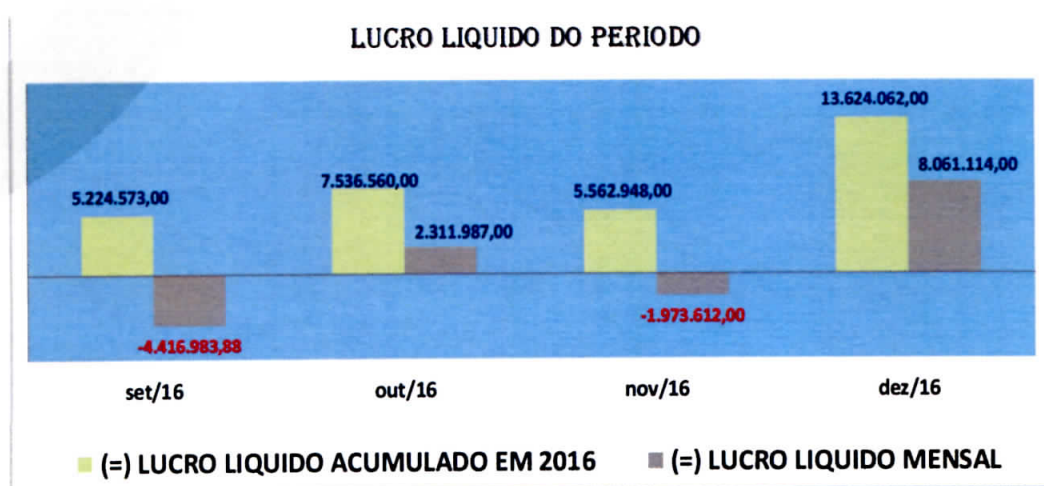 LUCRO LIQUIDO DO PERIODO
13.624.062,00
8.061.114,00
7.536.560,00
5.224.573,00
5.562.948,00
2.311.987,00
-1.973.612,00
-4.416.983,88
set/16 out/16 nov/16 dez/16
(=) LUCRO LIQUIDO ACUMULADO EM 2016 (=) LUCRO LIQUIDO MENSAL